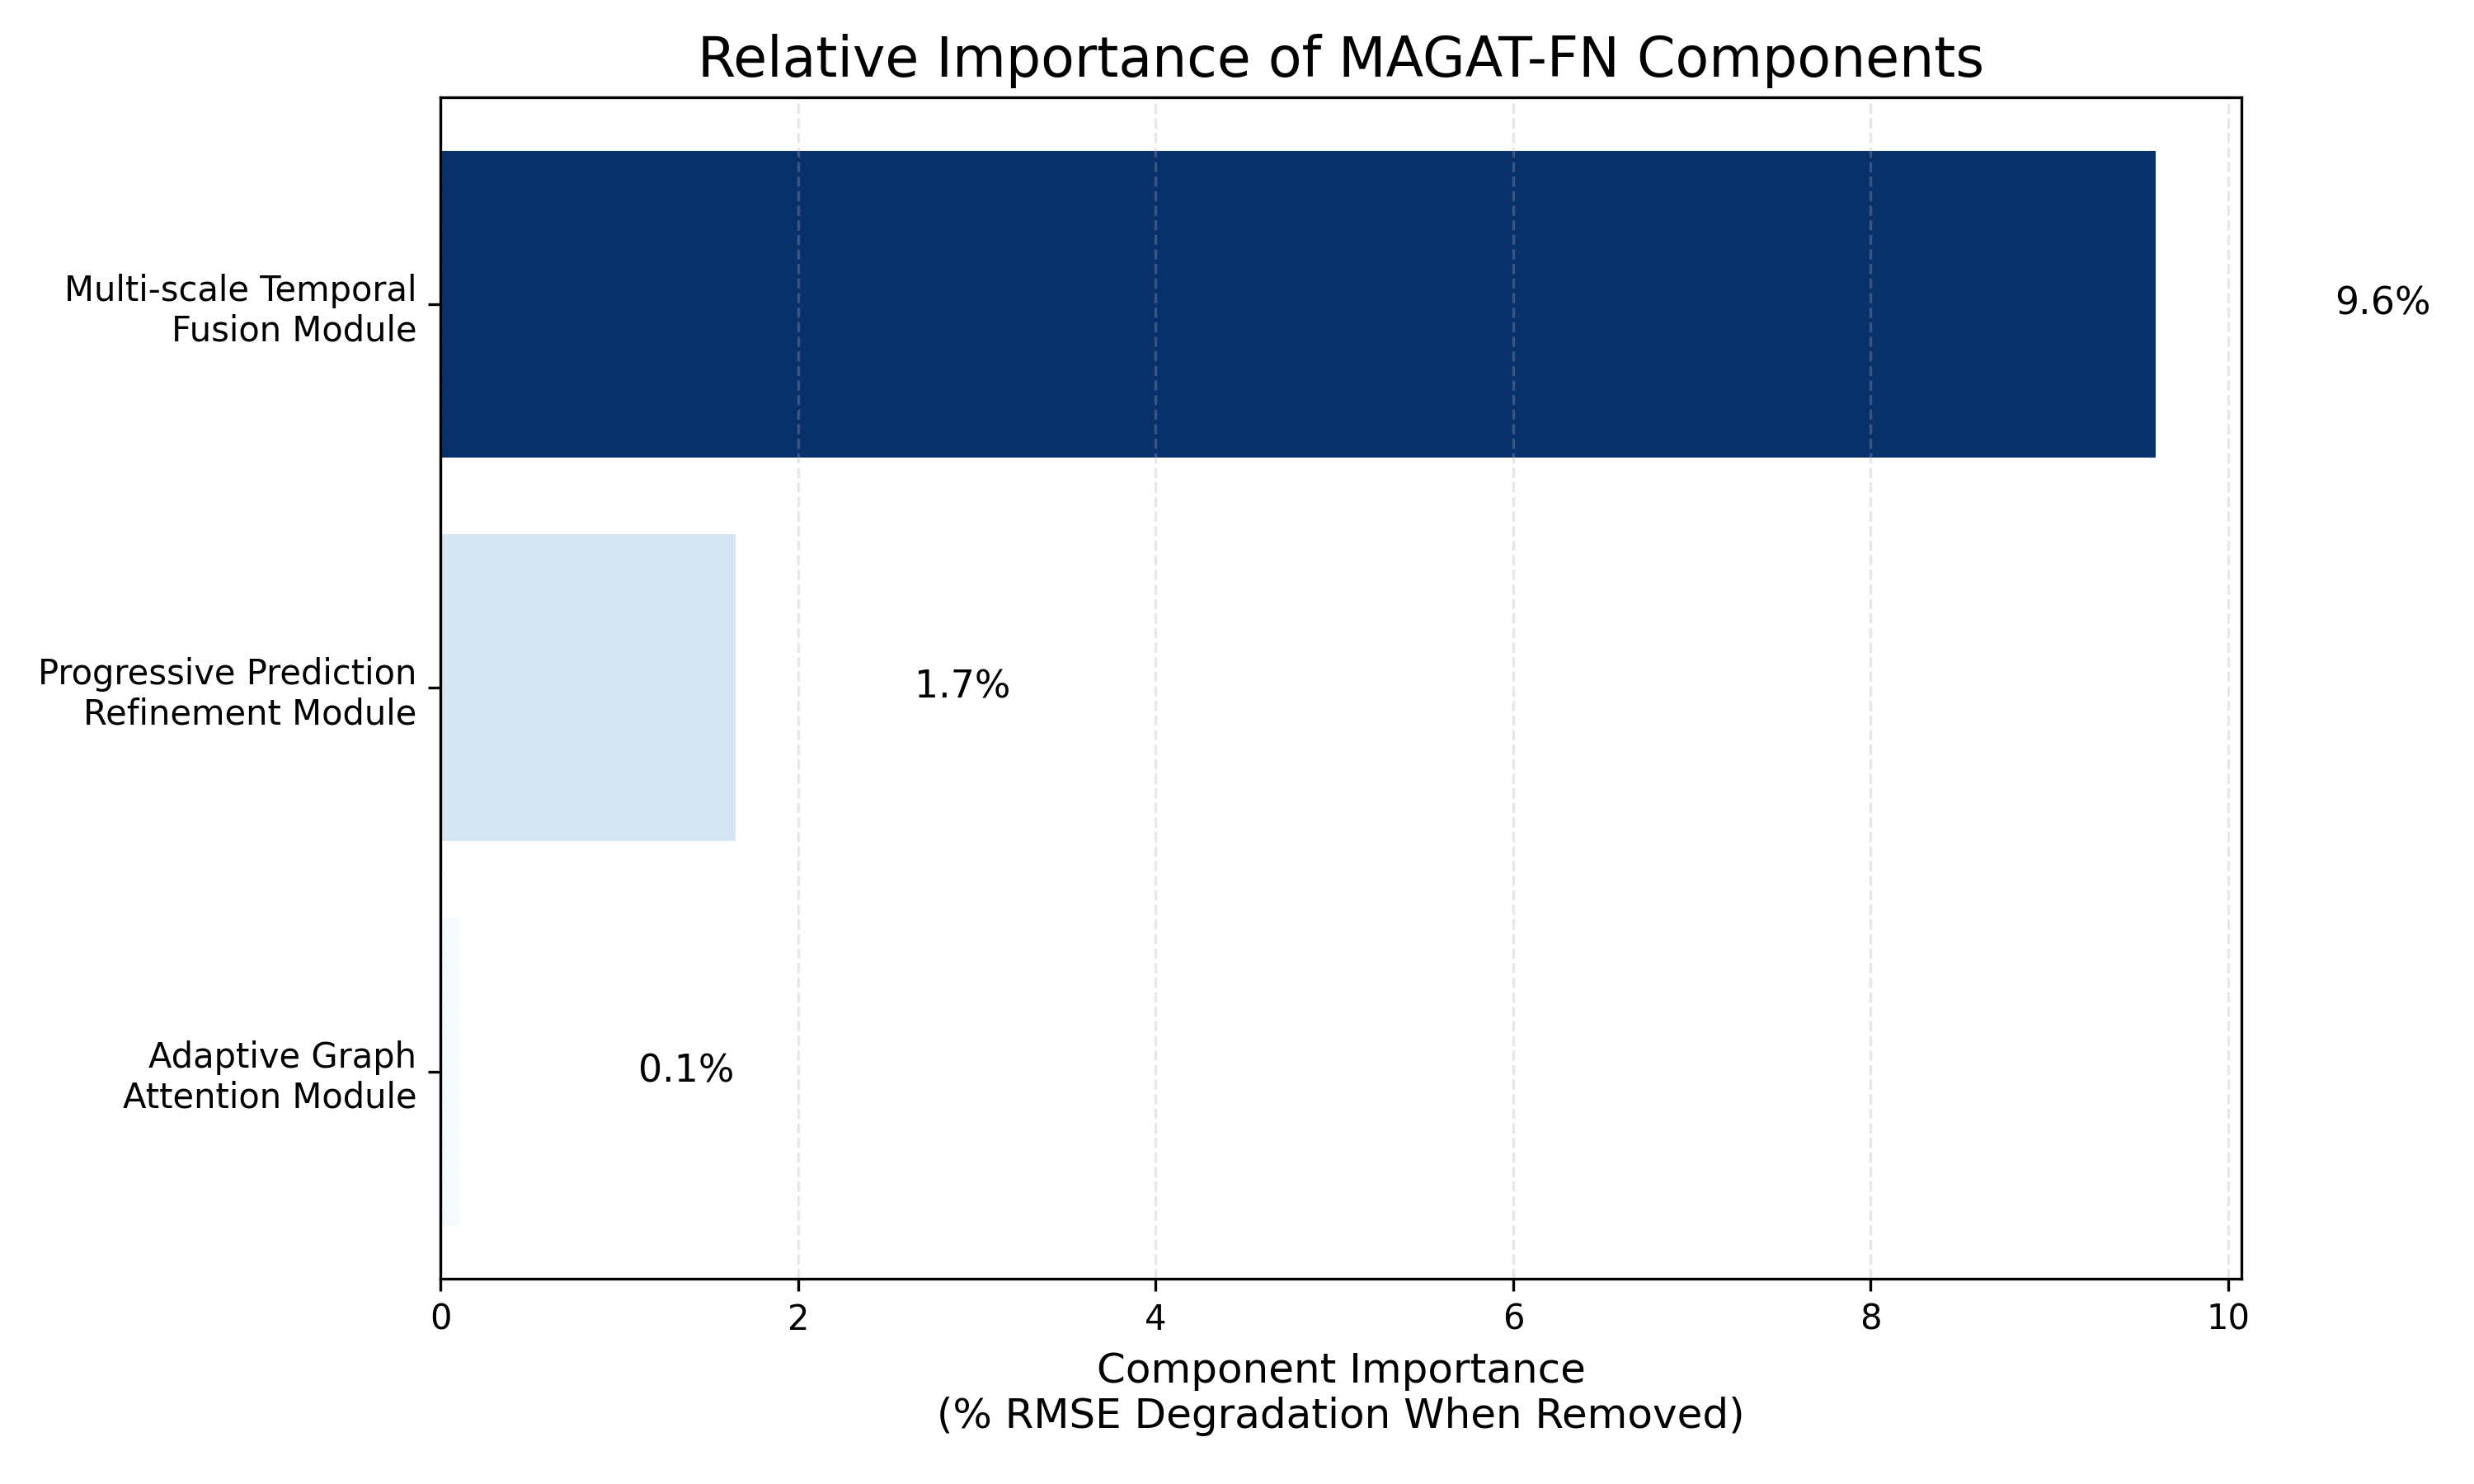 Relative Importance of MAGAT-FN Components
Multi-scale Temporal
Fusion Module
9.6%
Progressive Prediction
Refinement Module
1.7%
Adaptive Graph
Attention Module
0.1%
0 2 4 6 8 10
Component Importance
(% RMSE Degradation When Removed)